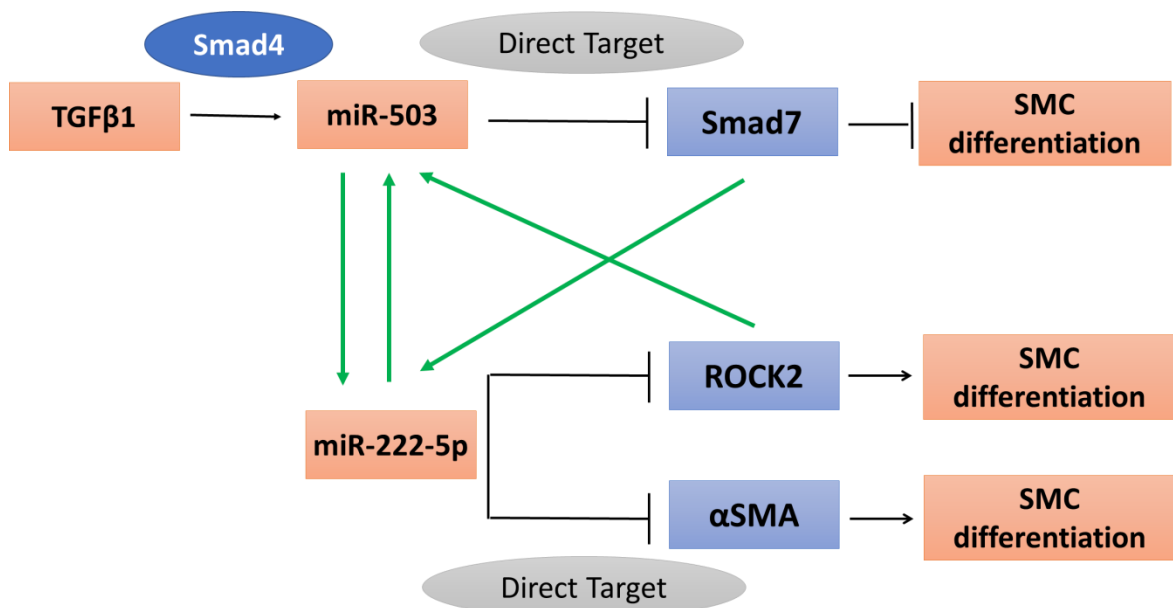 Smad4
Direct Target
TGFβ1
miR-503
Smad7
SMC
differentiation
ROCK2
SMC
differentiation
miR-222-5p
αSMA
SMC
differentiation
Direct Target